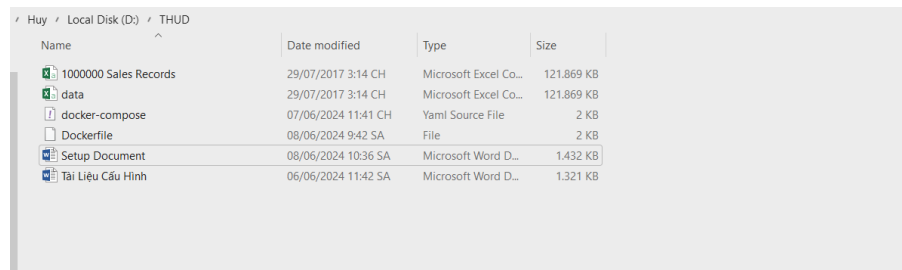 Huy Local Disk (D:) THUD
Name Date modified Type Size
1000000 Sales Records 29/07/2017 3:14 CH Microsoft Excel Co... 121.869 KB
data 29/07/2017 3:14 CH Microsoft Excel Co... 121.869 KB
docker-compose 07/06/2024 11:41 CH Yaml Source File 2 KB
Dockerfile 08/06/2024 9:42 SA File 2 KB
Setup Document 08/06/2024 10:36 SA Microsoft Word D... 1.432 KB
Tài Liệu Cấu Hình 06/06/2024 11:42 SA Microsoft Word D... 1.321 KB